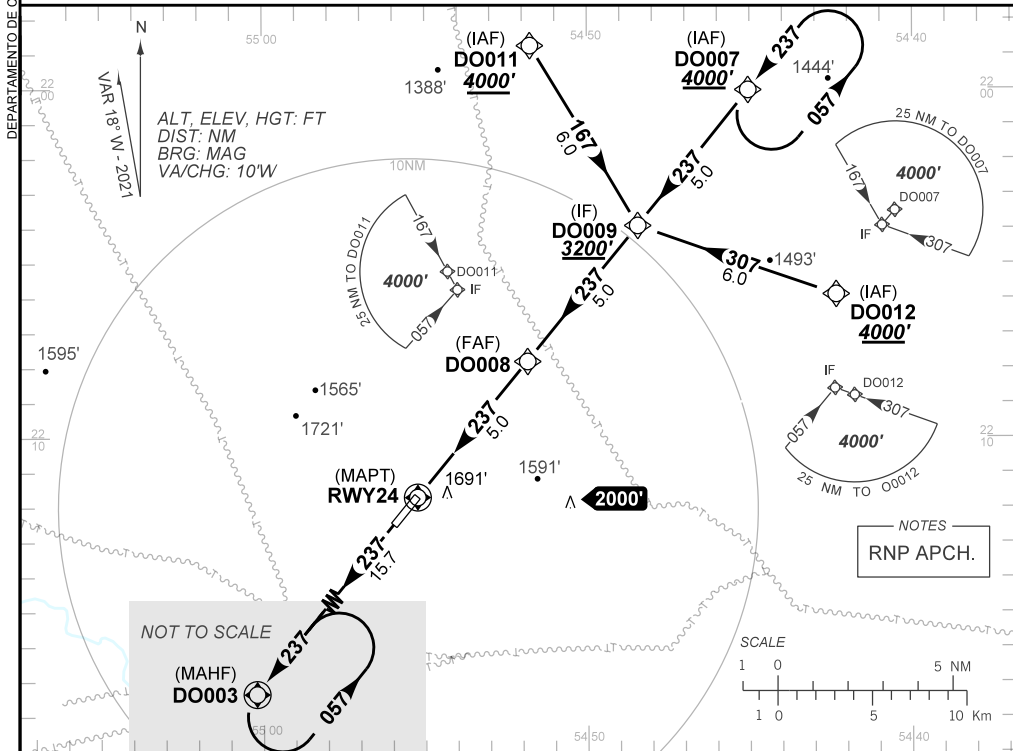 DEPARTAMENTO DE C
55 00
54 50
54 40
22 00
22 00
N
VAR 18° W - 2021
ALT, ELEV, HGT: FT
DIST: NM
BRG: MAG
VA/CHG: 10'W
1388'
(IAF)
DO011
4000'
(IAF)
DO007
4000'
237
1444'
057
10NM
167
6.0
237
5.0
25 NM TO DO007
4000'
167
DO007
IF
307
(IF)
DO009
3200'
25 NM TO DO011
167
4000'
DO011
IF
057
237
5.0
307
6.0
1493'
(IAF)
DO012
4000'
(FAF)
DO008
1595'
1565'
1721'
IF
DO012
307
057
4000'
25 NM TO O0012
22 10
22 10
237
5.0
(MAPT)
RWY24
1691'
1591'
2000'
NOTES
RNP APCH.
237
15.7
NOT TO SCALE
237
(MAHF)
DO003
057
SCALE
1 0 5 NM
1 0 5 10 Km
55 00
54 50
54 40